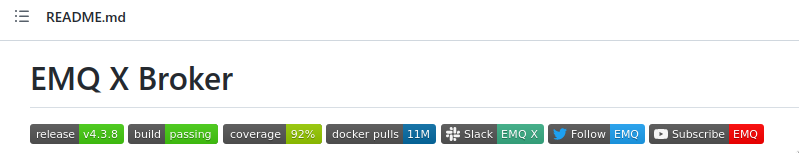 README.md
EMQ X Broker
release v4.3.8 build passing coverage 92% docker pulls 11M Slack EMQ X Follow EMQ Subscribe EMQ